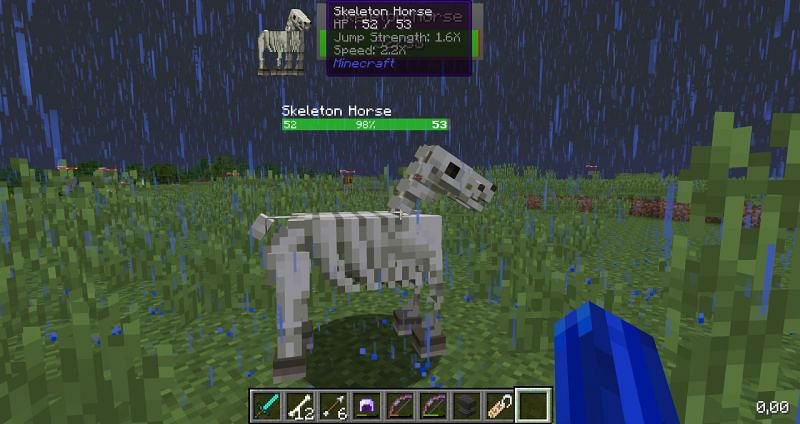 Skeleton Horse
HP : 52 / 53
Jump Strength: 1.6X
Speed: 2.2X
Minecraft
Skeleton Horse
52 98% 53
12 6
0,00